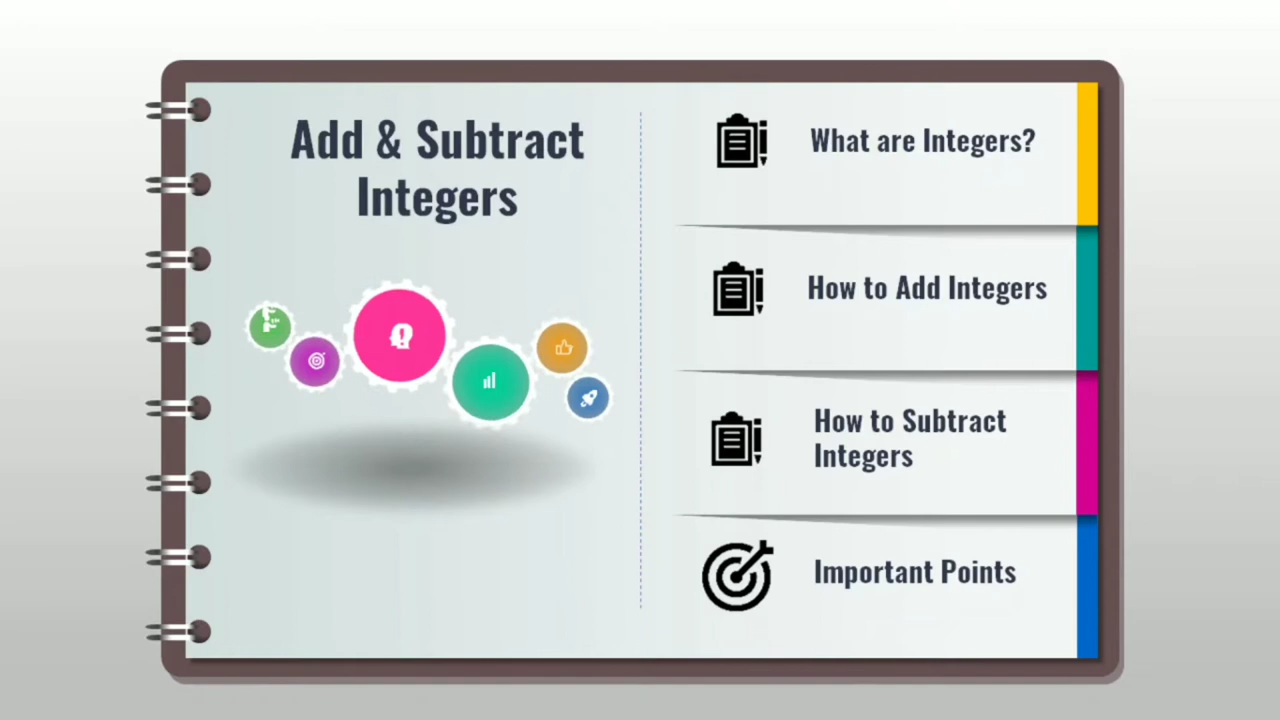 Add & Subtract
Integers
What are Integers?
How to Add Integers
How to Subtract
Integers
Important Points